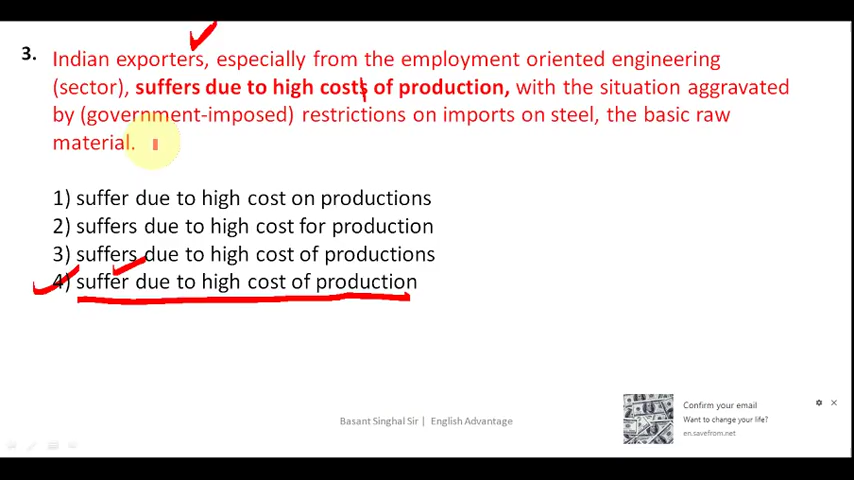 3. Indian exporters, especially from the employment oriented engineering
(sector), suffers due to high costs of production, with the situation aggravated
by (government-imposed) restrictions on imports on steel, the basic raw
material.
1) suffer due to high cost on productions
2) suffers due to high cost for production
3) suffers due to high cost of productions
4) suffer due to high cost of production
Basant Singhal Sir | English Advantage
Confirm your email
Want to change your life?
en.savefrom.net